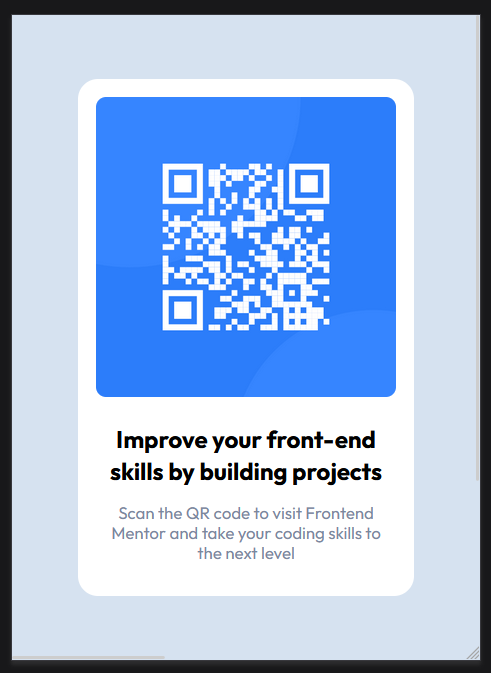 Improve your front-end
skills by building projects
Scan the QR code to visit Frontend
Mentor and take your coding skills to
the next level